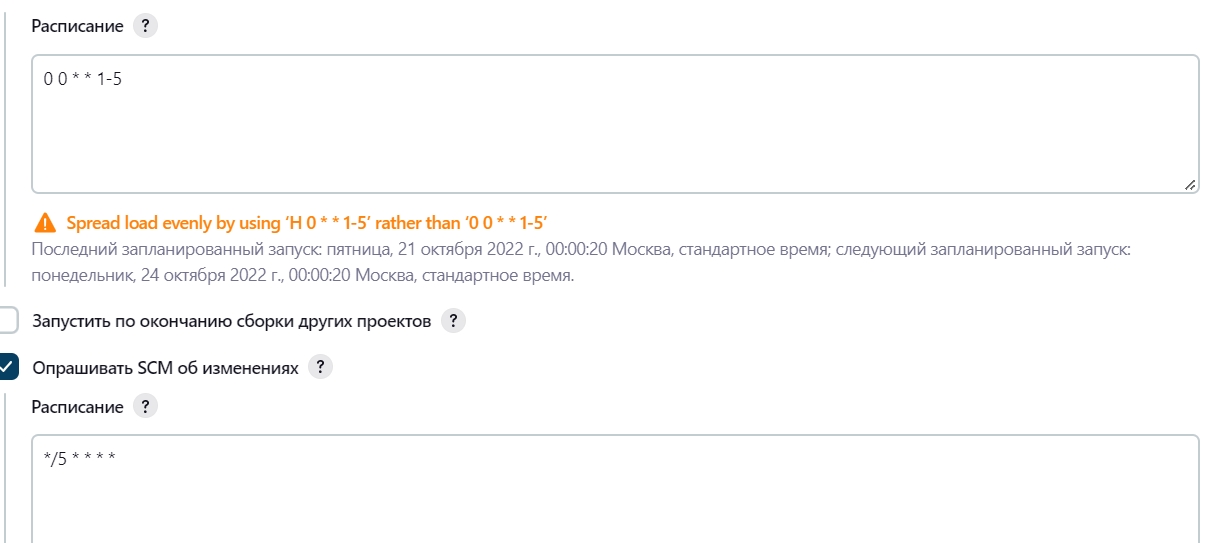 Расписание ?
0 0 * * 1-5
Spread load evenly by using ‘H 0 * * 1-5’ rather than ‘0 0 * * 1-5’
Последний запланированный запуск: пятница, 21 октября 2022 г., 00:00:20 Москва, стандартное время; следующий запланированный запуск:
понедельник, 24 октября 2022 г., 00:00:20 Москва, стандартное время.
Запустить по окончанию сборки других проектов ?
Опрашивать SCM об изменениях ?
Расписание ?
*/5 * * * *